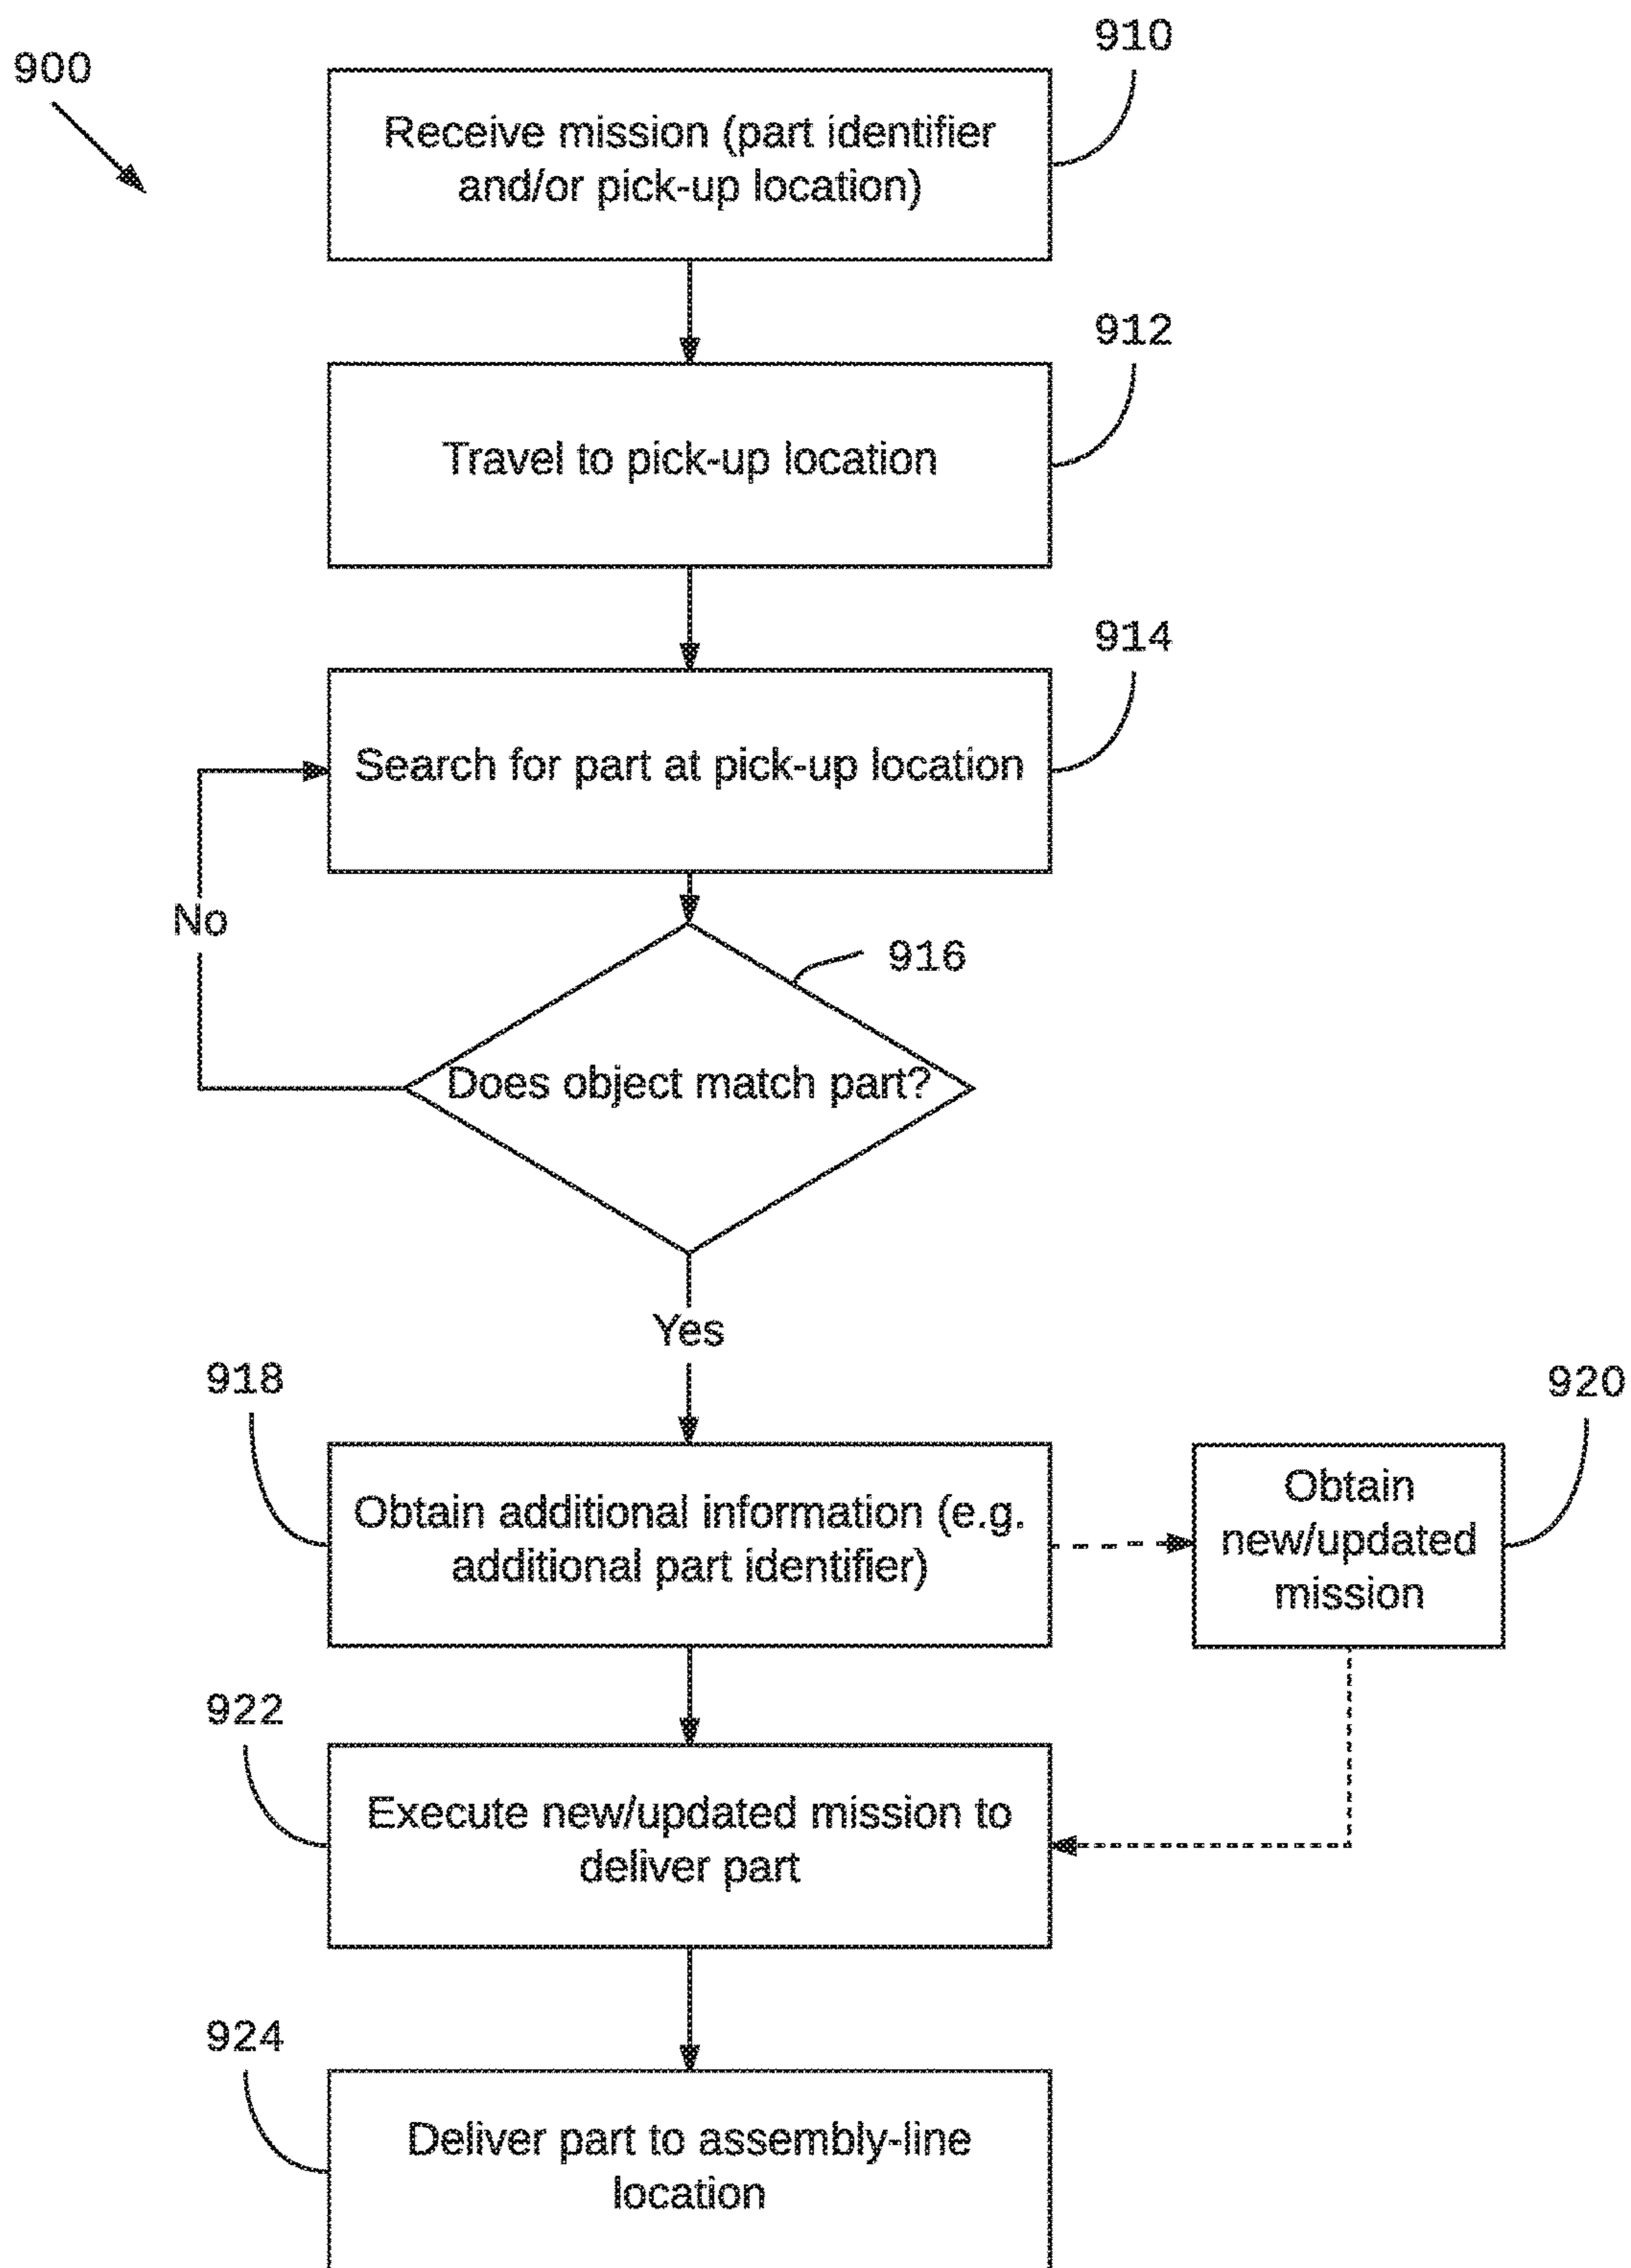 900
910
Receive mission (part identifier
and/or pick-up location)
912
Travel to pick-up location
914
Search for part at pick-up location
No
916
Does object match part?
Yes
918
920
Obtain additional information (e.g.
additional part identifier)
Obtain
new/updated
mission
922
Execute new/updated mission to
deliver part
924
Deliver part to assembly-line
location